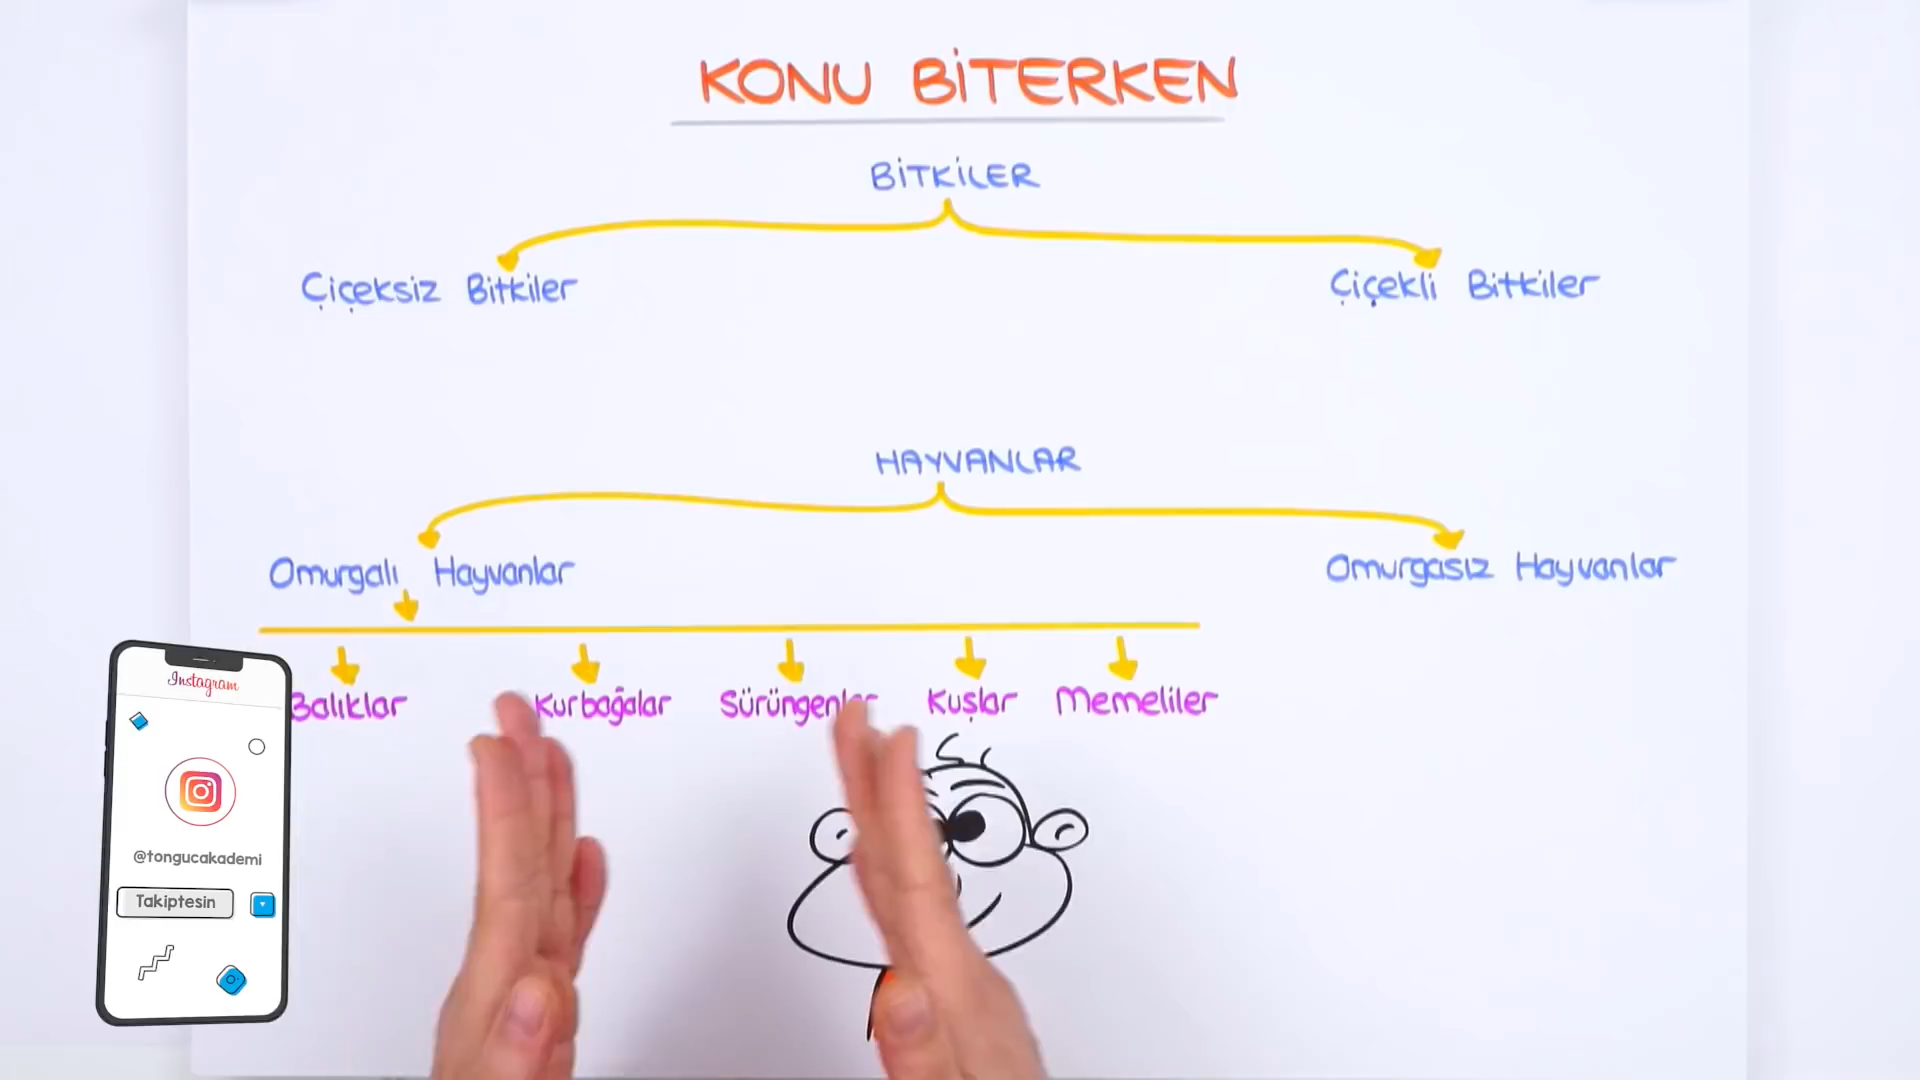 KONU BİTERKEN
BİTKİLER
Çiçeksiz Bitkiler
Çiçekli Bitkiler
HAYVANLAR
Omurgalı Hayvanlar
Omurgasız Hayvanlar
Balıklar
Kurbağalar
Sürüngenler
Kuşlar
Memeliler
Instagram
@tongucakademi
Takiptesin